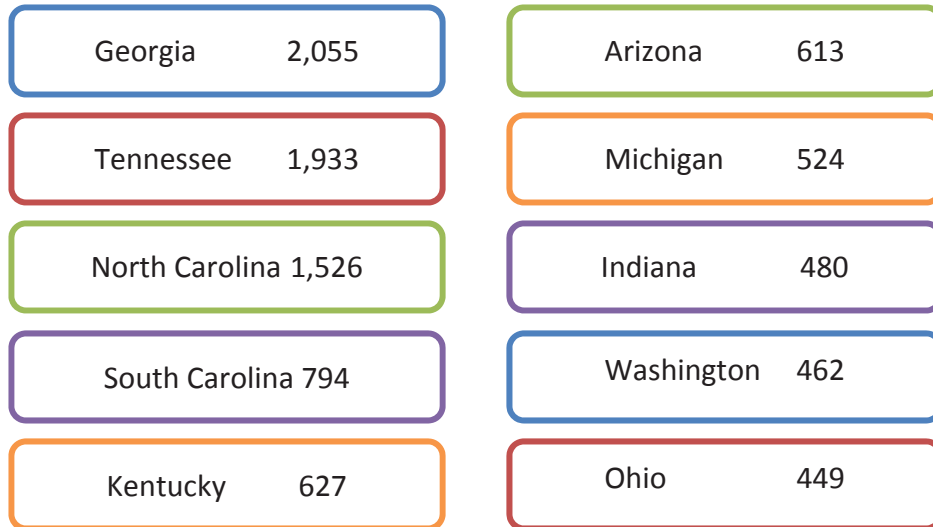 Georgia 2,055
Tennessee 1,933
North Carolina 1,526
South Carolina 794
Kentucky 627
Arizona 613
Michigan 524
Indiana 480
Washington 462
Ohio 449